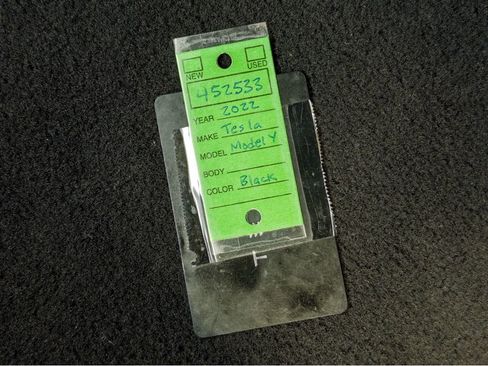 NEW USED
452533
YEAR 2022
MAKE Tesla
MODEL Model Y
BODY
COLOR Black
T